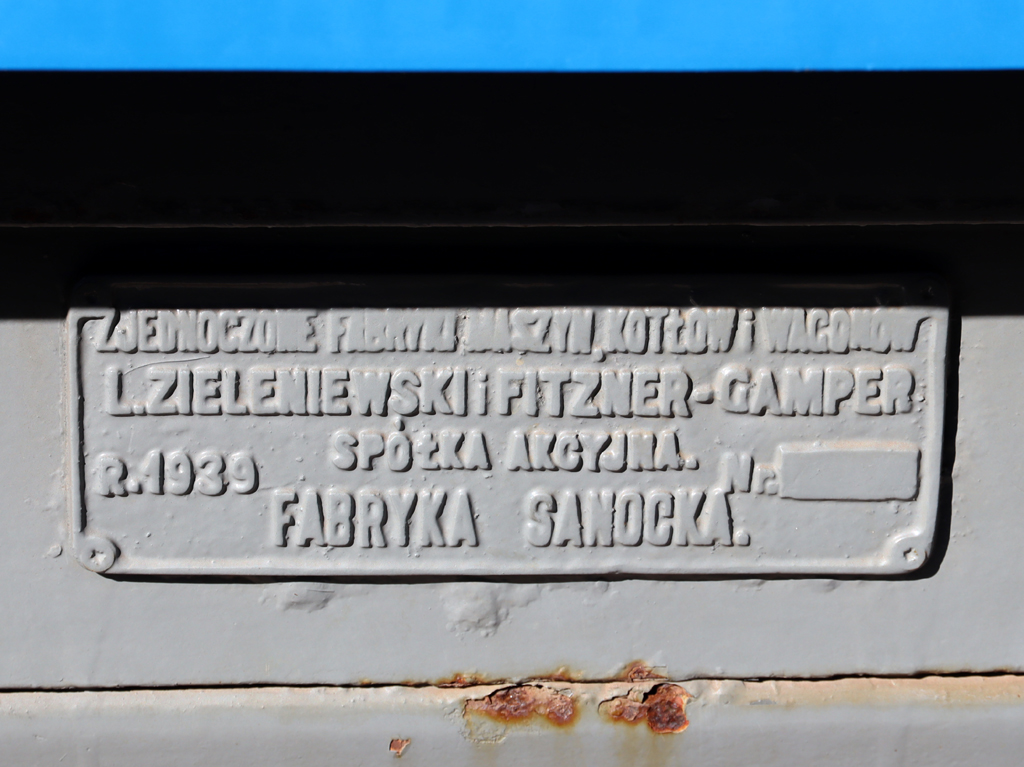 ZJEDNOCZONE FABRYKI MASZYN, KOTŁÓW i WAGONÓW
L. ZIELENIEWSKI i FITZNER-GAMPER.
SPÓŁKA AKCYJNA.
R.1939 Nr.
FABRYKA SANOCKA.